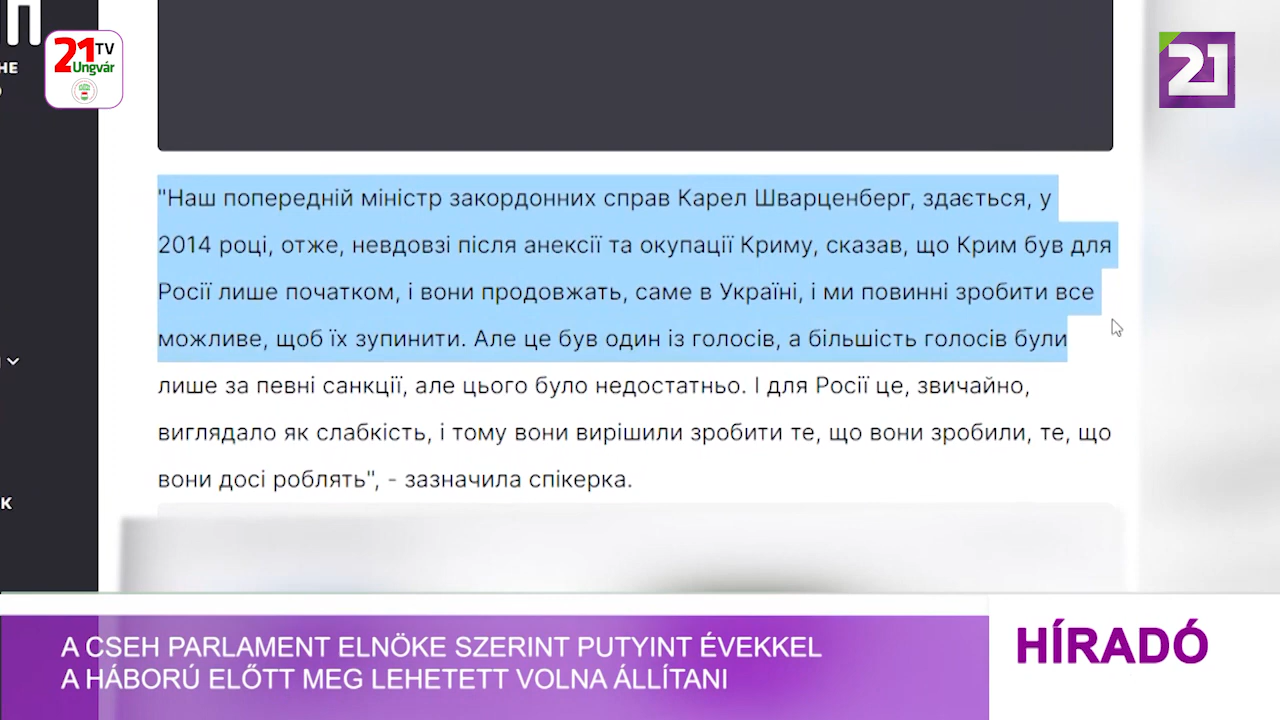 НЕ
21TV
Ungvár
21
"Наш попередній міністр закордонних справ Карел Шварценберг, здається, у
2014 році, отже, невдовзі після анексії та окупації Криму, сказав, що Крим був для
Росії лише початком, і вони продовжать, саме в Україні, і ми повинні зробити все
можливе, щоб їх зупинити. Але це був один із голосів, а більшість голосів були
лише за певні санкції, але цього було недостатньо. І для Росії це, звичайно,
виглядало як слабкість, і тому вони вирішили зробити те, що вони зробили, те, що
вони досі роблять", - зазначила спікерка.
К
A CSEH PARLAMENT ELNÖKE SZERINT PUTYINT ÉVEKKEL
A HÁBORÚ ELŐTT MEG LEHETETT VOLNA ÁLLÍTANI
HÍRADÓ